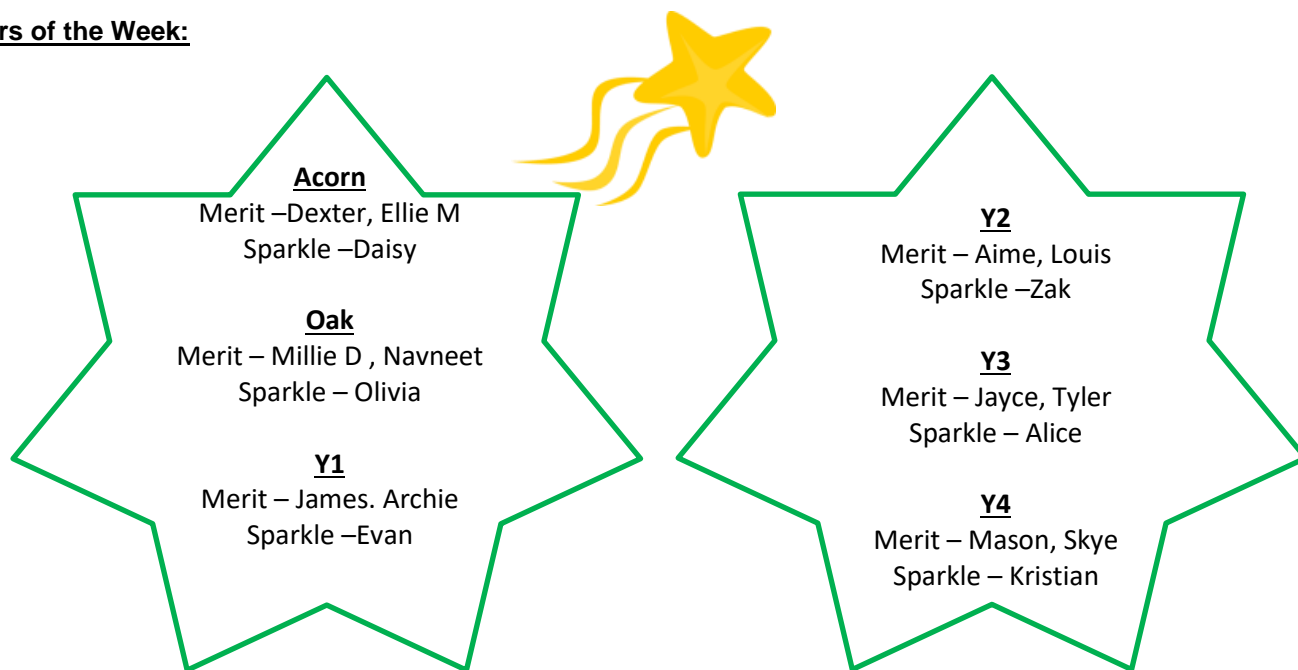 rs of the Week:
Acorn
Merit –Dexter, Ellie M
Sparkle –Daisy
Oak
Merit – Millie D , Navneet
Sparkle – Olivia
Y1
Merit – James. Archie
Sparkle –Evan
Y2
Merit – Aime, Louis
Sparkle –Zak
Y3
Merit – Jayce, Tyler
Sparkle – Alice
Y4
Merit – Mason, Skye
Sparkle – Kristian